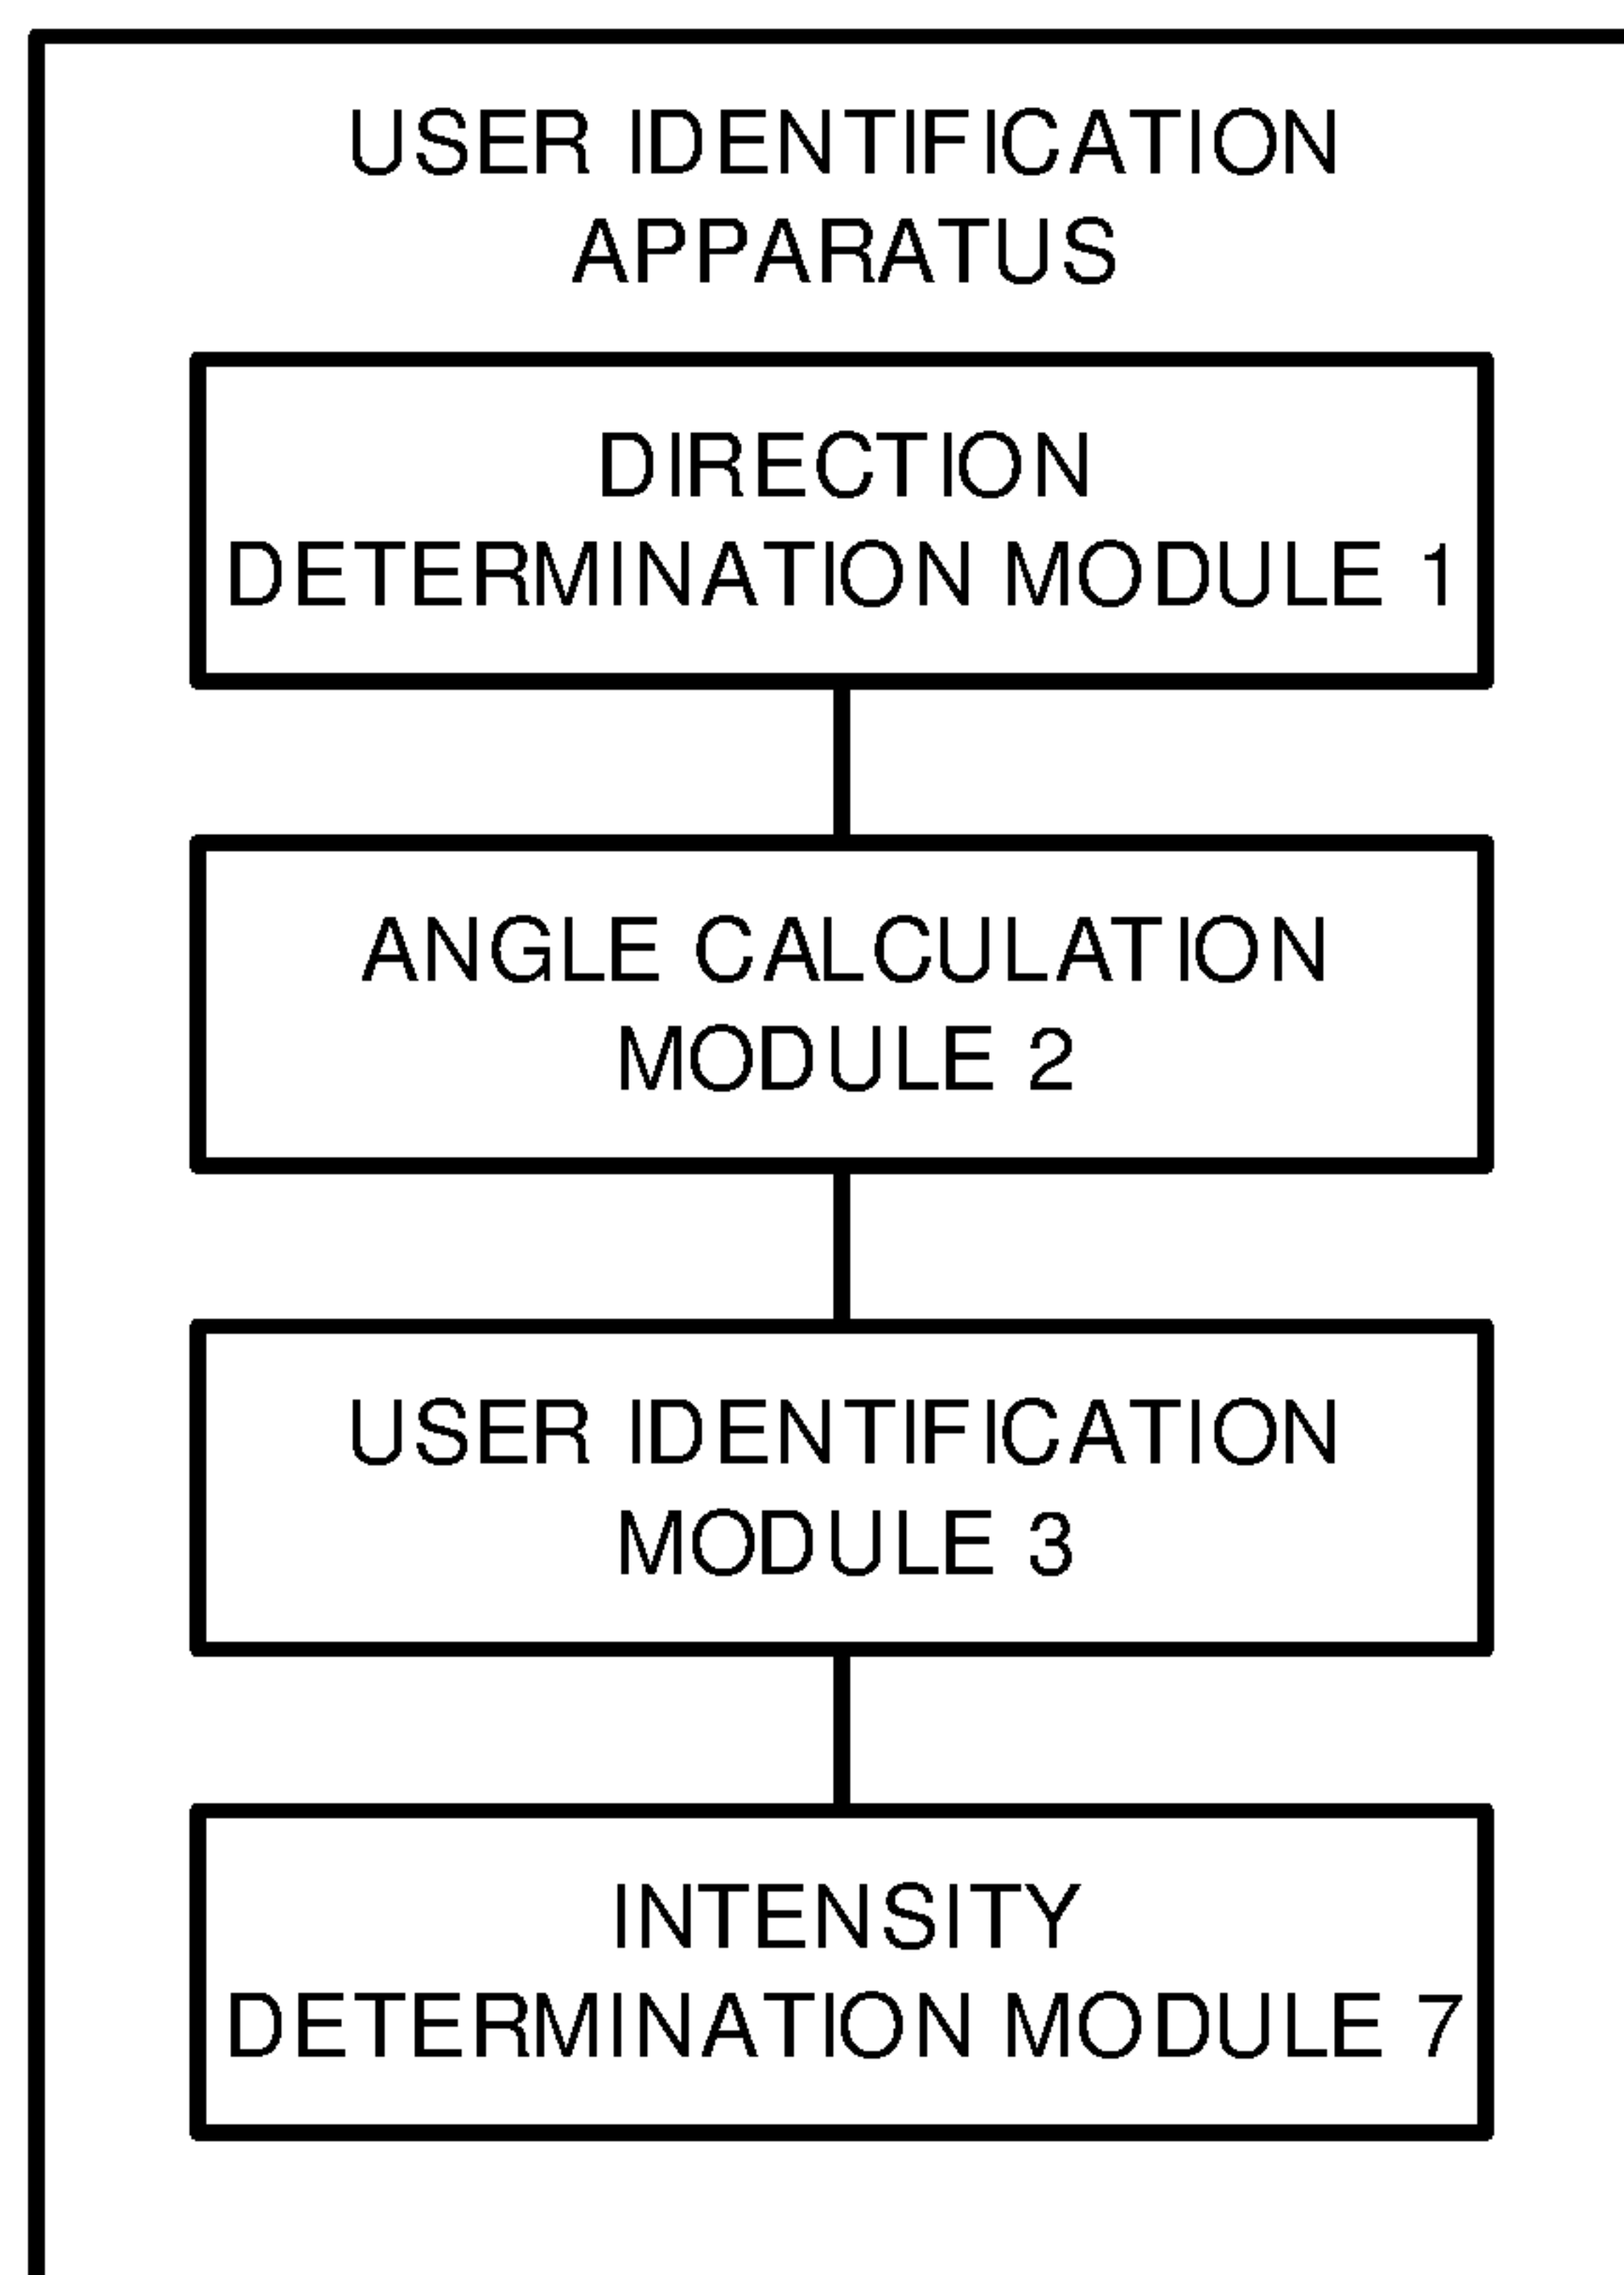 USER IDENTIFICATION
APPARATUS
DIRECTION
DETERMINATION MODULE 1
ANGLE CALCULATION
MODULE 2
USER IDENTIFICATION
MODULE 3
INTENSITY
DETERMINATION MODULE 7